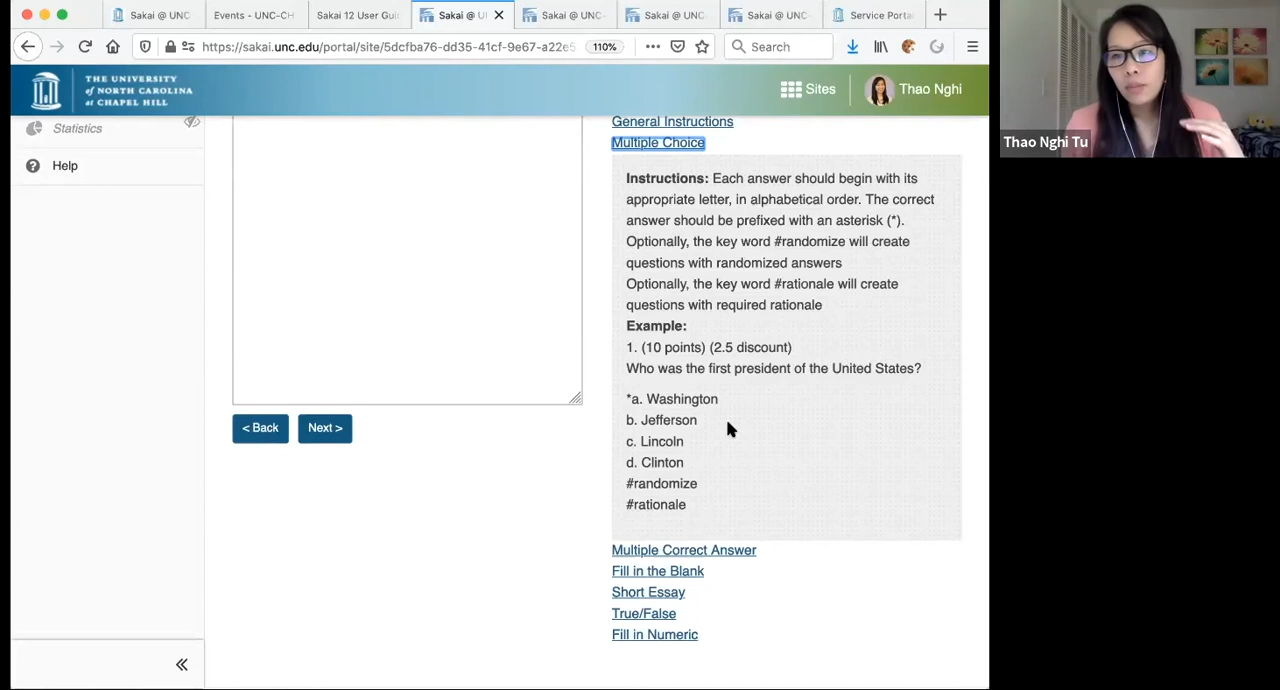 Sakai @ UNC
Events - UNC-CH
Sakai 12 User Gui
Sakai @ U
Sakai @ UNC-
Sakai @ UNC-
Sakai @ UNC-
Service Porta
https://sakai.unc.edu/portal/site/5dcfba76-dd35-41cf-9e67-a22e5
110%
Search
THE UNIVERSITY
of NORTH CAROLINA
at CHAPEL HILL
Sites
Thao Nghi
Thao Nghi Tu
Statistics
Help
< Back
Next >
General Instructions
Multiple Choice
Instructions: Each answer should begin with its
appropriate letter, in alphabetical order. The correct
answer should be prefixed with an asterisk (*).
Optionally, the key word #randomize will create
questions with randomized answers
Optionally, the key word #rationale will create
questions with required rationale
Example:
1. (10 points) (2.5 discount)
Who was the first president of the United States?
*a. Washington
b. Jefferson
c. Lincoln
d. Clinton
#randomize
#rationale
Multiple Correct Answer
Fill in the Blank
Short Essay
True/False
Fill in Numeric